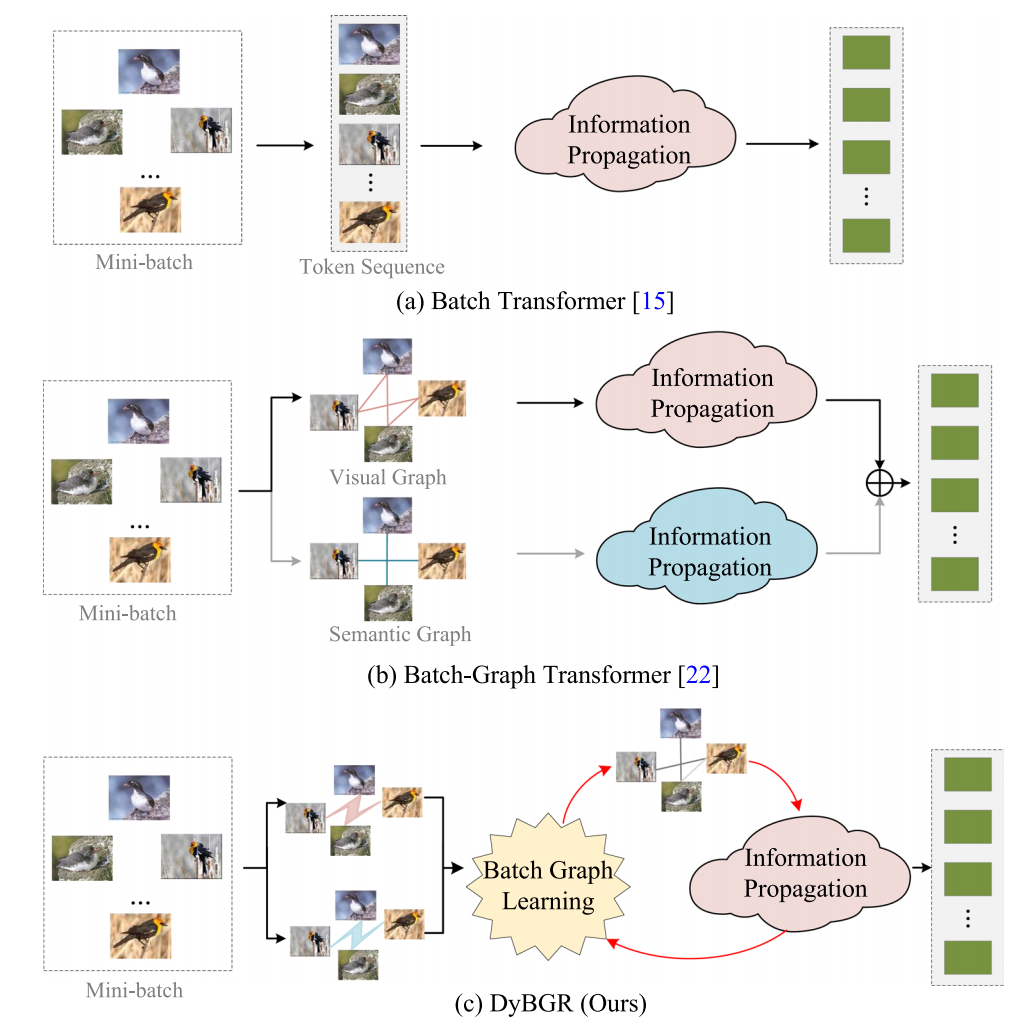 Information
Propagation
...
...
...
Mini-batch
Token Sequence
(a) Batch Transformer [15]
Information
Propagation
Visual Graph
...
...
Information
Propagation
Mini-batch
Semantic Graph
(b) Batch-Graph Transformer [22]
Batch Graph
Learning
Information
Propagation
...
...
Mini-batch
(c) DyBGR (Ours)